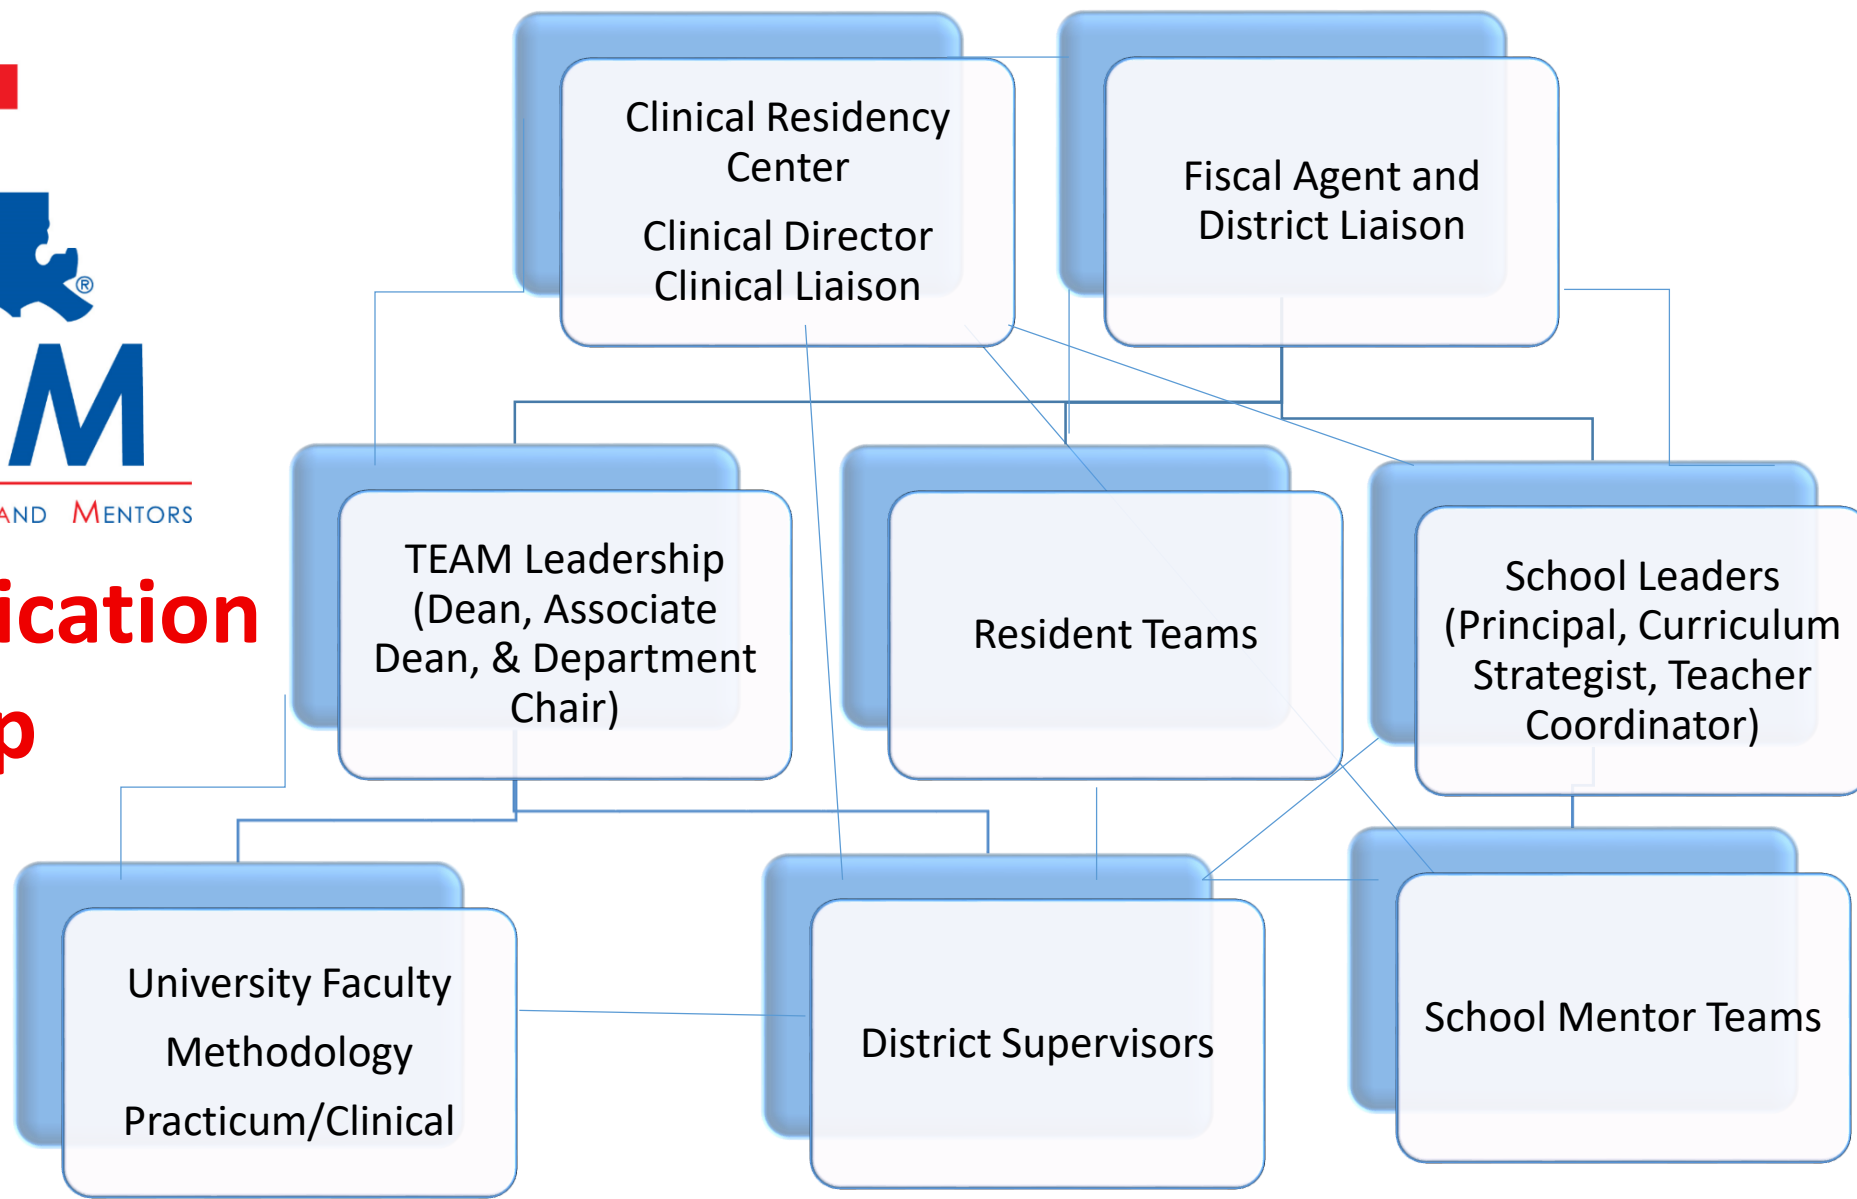 Clinical Residency
Center
Clinical Director
Clinical Liaison
Fiscal Agent and
District Liaison
®
M
AND MENTORS
ication
p
TEAM Leadership
(Dean, Associate
Dean, & Department
Chair)
Resident Teams
School Leaders
(Principal, Curriculum
Strategist, Teacher
Coordinator)
University Faculty
Methodology
Practicum/Clinical
District Supervisors
School Mentor Teams